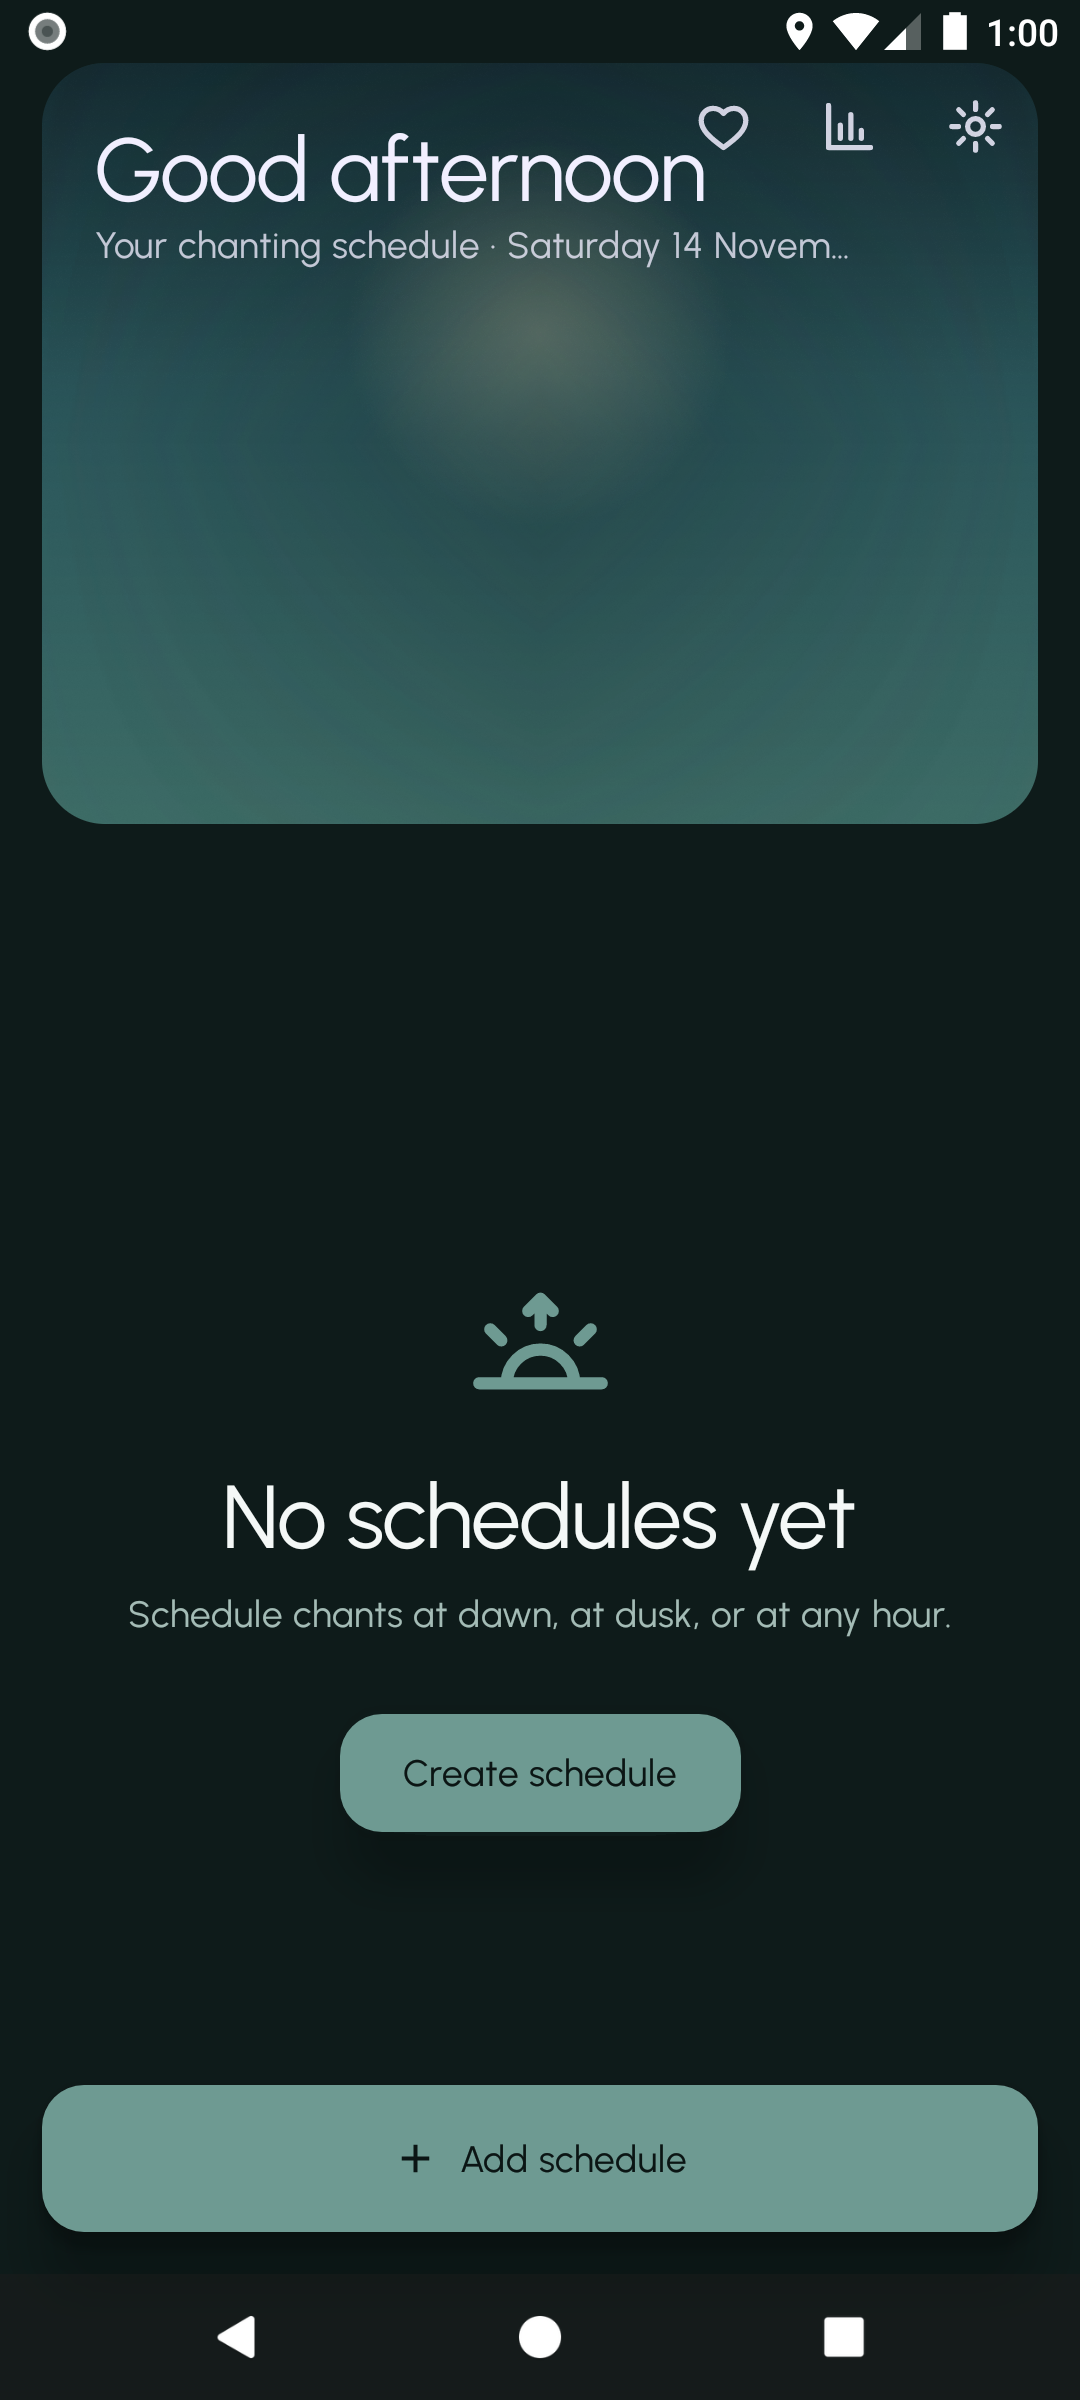 1:00
Good afternoon
Your chanting schedule · Saturday 14 Novem...
No schedules yet
Schedule chants at dawn, at dusk, or at any hour.
Create schedule
+ Add schedule